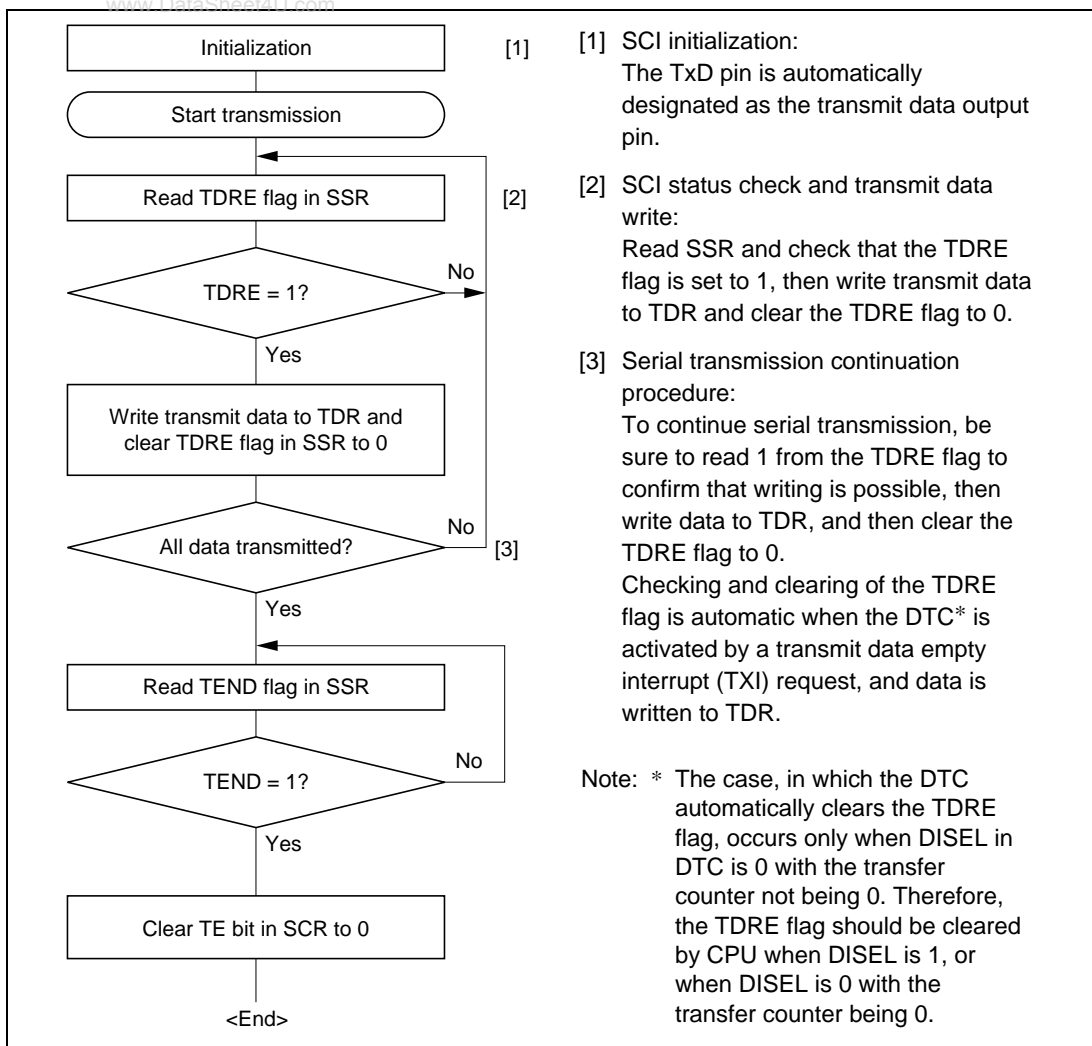 www.DataSheet4U.com
Initialization
[1]
Start transmission
Read TDRE flag in SSR
[2]
TDRE = 1?
No
Yes
Write transmit data to TDR and
clear TDRE flag in SSR to 0
All data transmitted?
No
[3]
Yes
Read TEND flag in SSR
TEND = 1?
No
Yes
Clear TE bit in SCR to 0
<End>
[1] SCI initialization:
The TxD pin is automatically
designated as the transmit data output
pin.
[2] SCI status check and transmit data
write:
Read SSR and check that the TDRE
flag is set to 1, then write transmit data
to TDR and clear the TDRE flag to 0.
[3] Serial transmission continuation
procedure:
To continue serial transmission, be
sure to read 1 from the TDRE flag to
confirm that writing is possible, then
write data to TDR, and then clear the
TDRE flag to 0.
Checking and clearing of the TDRE
flag is automatic when the DTC* is
activated by a transmit data empty
interrupt (TXI) request, and data is
written to TDR.
Note: * The case, in which the DTC
automatically clears the TDRE
flag, occurs only when DISEL in
DTC is 0 with the transfer
counter not being 0. Therefore,
the TDRE flag should be cleared
by CPU when DISEL is 1, or
when DISEL is 0 with the
transfer counter being 0.